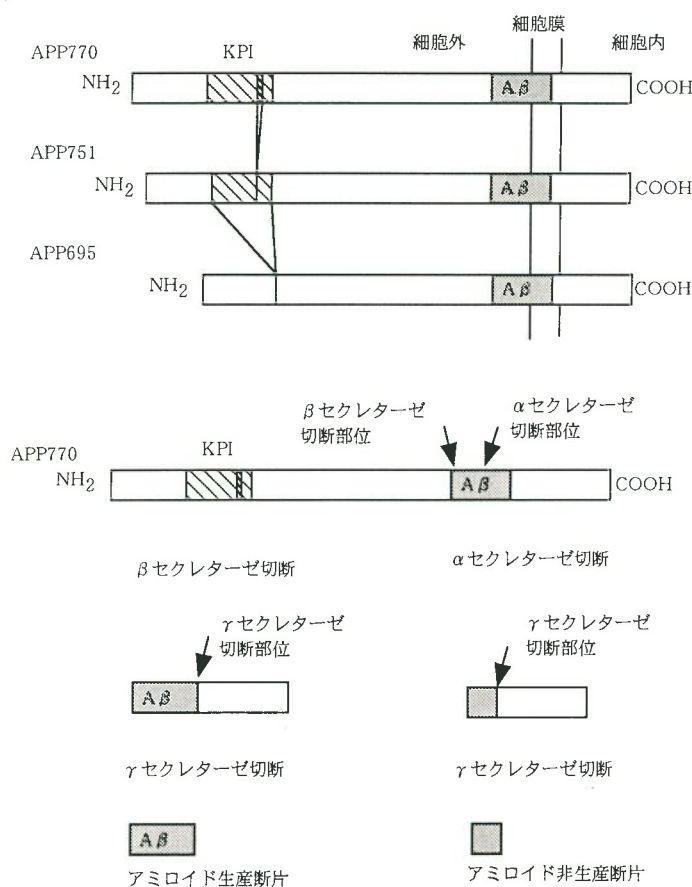 細胞膜
APP770
KPI
細胞外
細胞内
NH2
Aβ
COOH
APP751
NH2
Aβ
COOH
APP695
NH2
Aβ
COOH
βセクレターゼ
切断部位
αセクレターゼ
切断部位
APP770
KPI
NH2
Aβ
COOH
βセクレターゼ切断
αセクレターゼ切断
γセクレターゼ
切断部位
γセクレターゼ
切断部位
Aβ
γセクレターゼ切断
γセクレターゼ切断
Aβ
アミロイド生産断片
アミロイド非生産断片